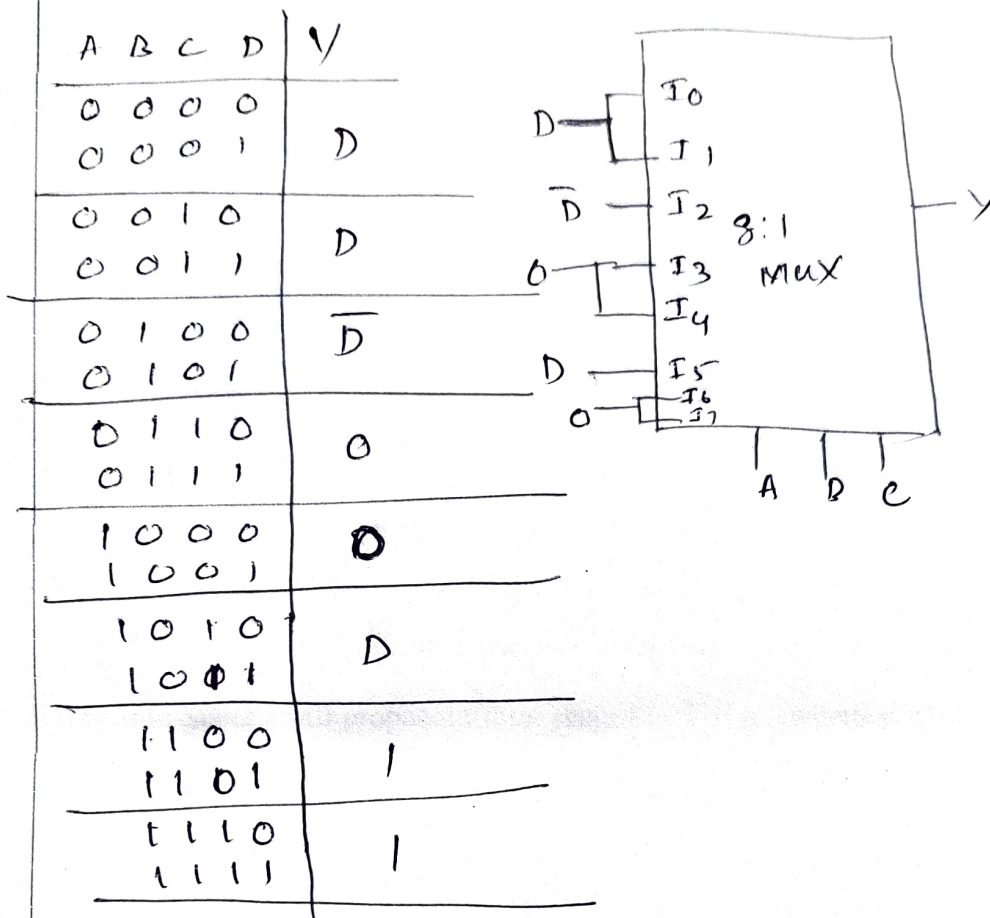 A B C D Y
0 0 0 0
0 0 0 1
D
0 0 1 0
0 0 1 1
D
0 1 0 0
0 1 0 1
D̅
0 1 1 0
0 1 1 1
0
1 0 0 0
1 0 0 1
0
1 0 1 0
1 0 1 1
D
1 1 0 0
1 1 0 1
1
1 1 1 0
1 1 1 1
1
D I0
I1
D̅ I2
0 I3
I4
D I5
0 I6
I7
8:1
MUX
Y
A B C